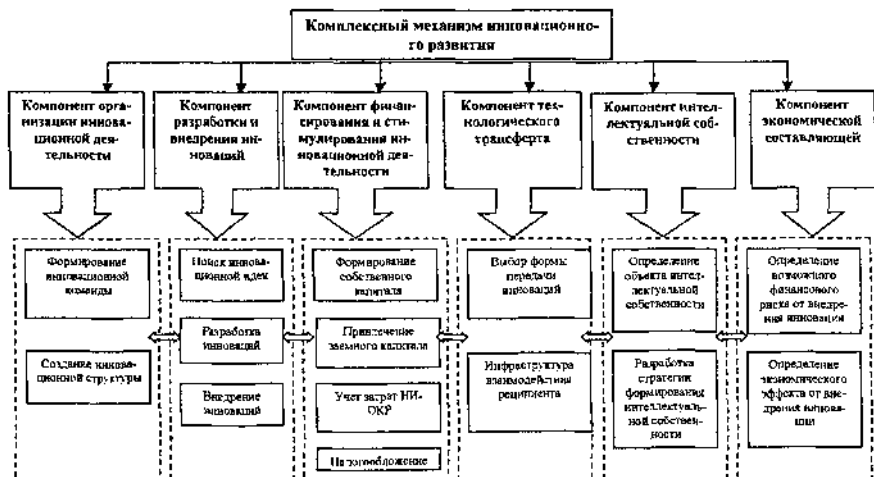 Комплексный механизм инновационно-
го развития
Компонент орга-
низации иннова-
ционной дея-
тельности
Компонент
разработки и
внедрения ин-
новаций
Компонент финан-
сирования и сти-
мулирования ин-
новационной дея-
тельности
Компонент тех-
нологического
трансферта
Компонент интел-
лектуальной соб-
ственности
Компонент
экономической
составляющей
Формирование
инновационной
команды
Создание иннова-
ционной структуры
Поиск иннова-
ционной идеи
Разработка
инноваций
Внедрение
инноваций
Формирование
собственного
капитала
Привлечение
заемного капитала
Учет затрат НИ-
ОКР
Налогообложение
Выбор формы
передачи
инноваций
Инфраструктура
взаимодействия
реципиента
Определение
объекта интел-
лектуальной
собственности
Разработка
стратегии
формирования
интеллектуаль-
ной собствен-
ности
Определение
возможного
финансового
риска от внед-
рения инновация
Определение
экономического
эффекта от вне-
дрения иннова-
ции